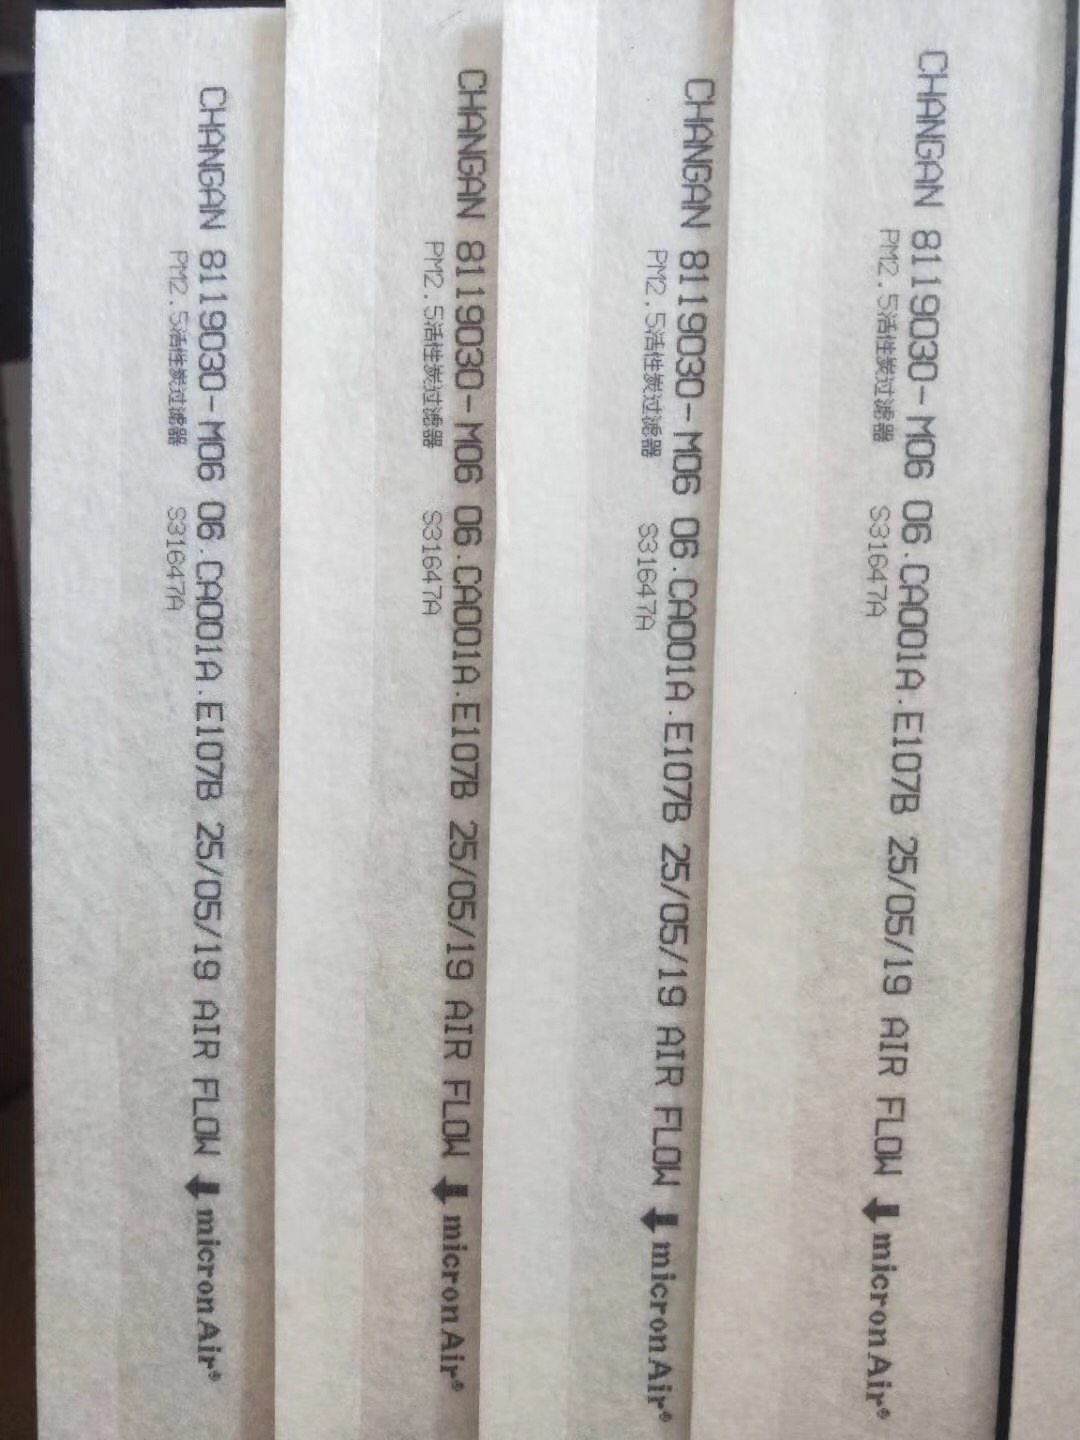 CHANGAN 8119030-M06 06.CA001A.E107B 25/05/19 AIR FLOW micronAir®
PM2.5活性炭过滤器 S31647A
CHANGAN 8119030-M06 06.CA001A.E107B 25/05/19 AIR FLOW micronAir®
PM2.5活性炭过滤器 S31647A
CHANGAN 8119030-M06 06.CA001A.E107B 25/05/19 AIR FLOW micronAir®
PM2.5活性炭过滤器 S31647A
CHANGAN 8119030-M06 06.CA001A.E107B 25/05/19 AIR FLOW micronAir®
PM2.5活性炭过滤器 S31647A